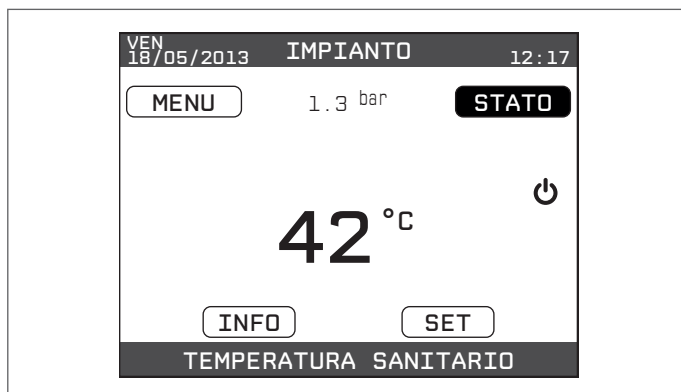 VEN
18/05/2013 IMPIANTO 12:17
MENU 1.3 bar STATO
42 °C
INFO SET
TEMPERATURA SANITARIO